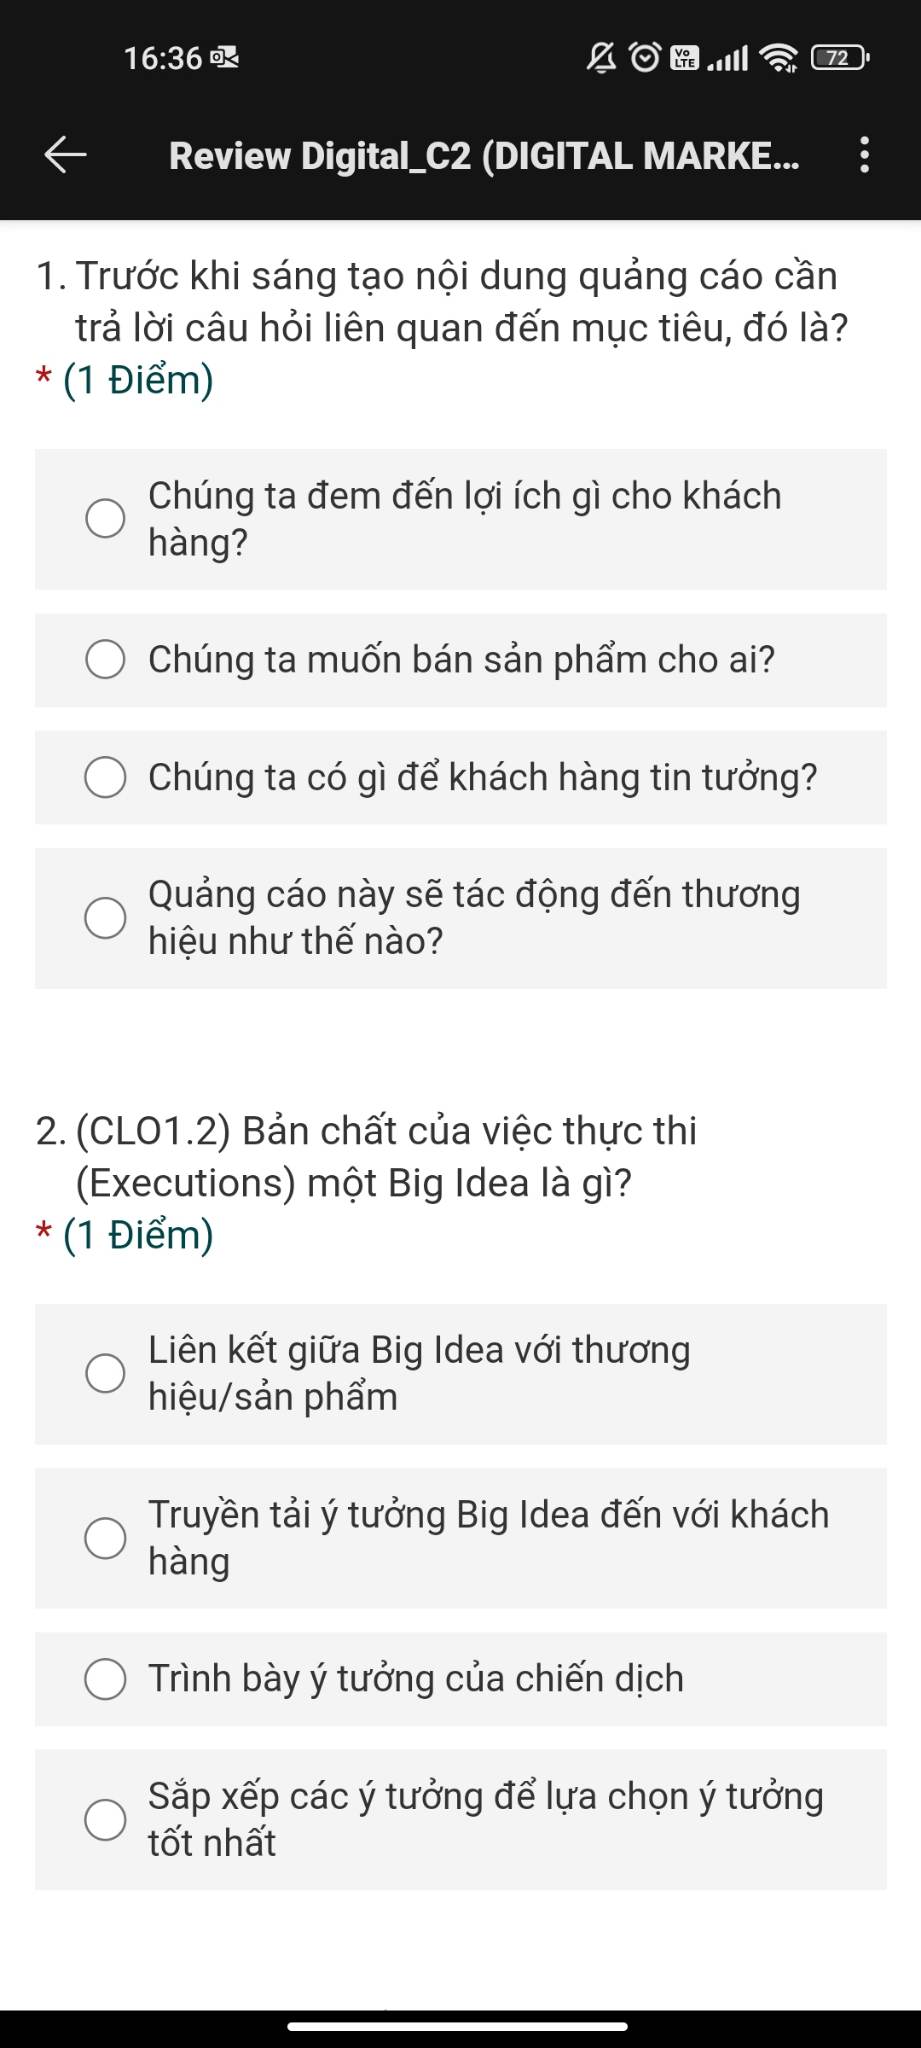 16:36
Vo LTE
72
Review Digital_C2 (DIGITAL MARKE...
1. Trước khi sáng tạo nội dung quảng cáo cần
trả lời câu hỏi liên quan đến mục tiêu, đó là?
* (1 Điểm)
Chúng ta đem đến lợi ích gì cho khách
hàng?
Chúng ta muốn bán sản phẩm cho ai?
Chúng ta có gì để khách hàng tin tưởng?
Quảng cáo này sẽ tác động đến thương
hiệu như thế nào?
2. (CLO1.2) Bản chất của việc thực thi
(Executions) một Big Idea là gì?
* (1 Điểm)
Liên kết giữa Big Idea với thương
hiệu/sản phẩm
Truyền tải ý tưởng Big Idea đến với khách
hàng
Trình bày ý tưởng của chiến dịch
Sắp xếp các ý tưởng để lựa chọn ý tưởng
tốt nhất